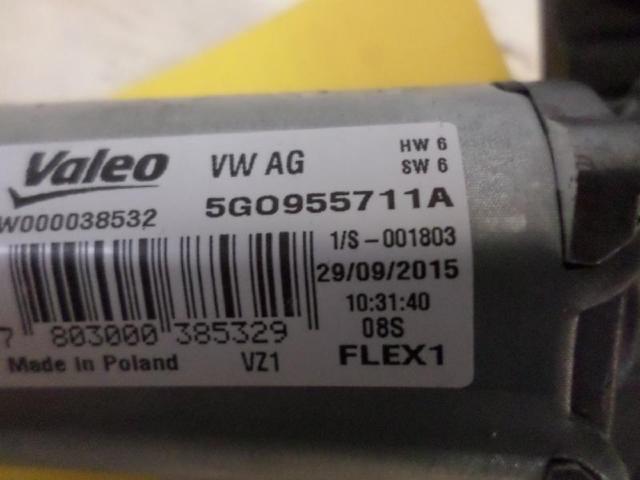 Valeo VW AG HW 6
SW 6
W000038532 5G0955711A
1/S-001803
29/09/2015
10:31:40
7 803000 385329 08S
Made in Poland VZ1 FLEX1